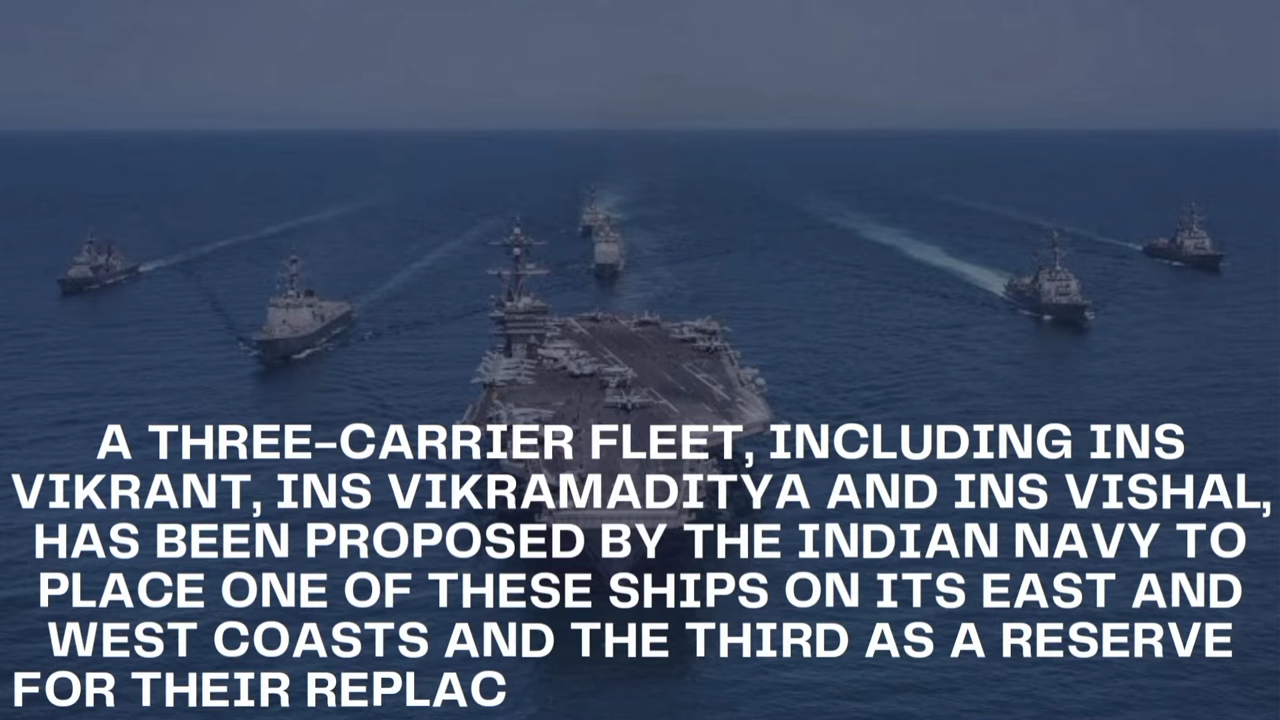 A THREE-CARRIER FLEET, INCLUDING INS
VIKRANT, INS VIKRAMADITYA AND INS VISHAL,
HAS BEEN PROPOSED BY THE INDIAN NAVY TO
PLACE ONE OF THESE SHIPS ON ITS EAST AND
WEST COASTS AND THE THIRD AS A RESERVE
FOR THEIR REPLAC